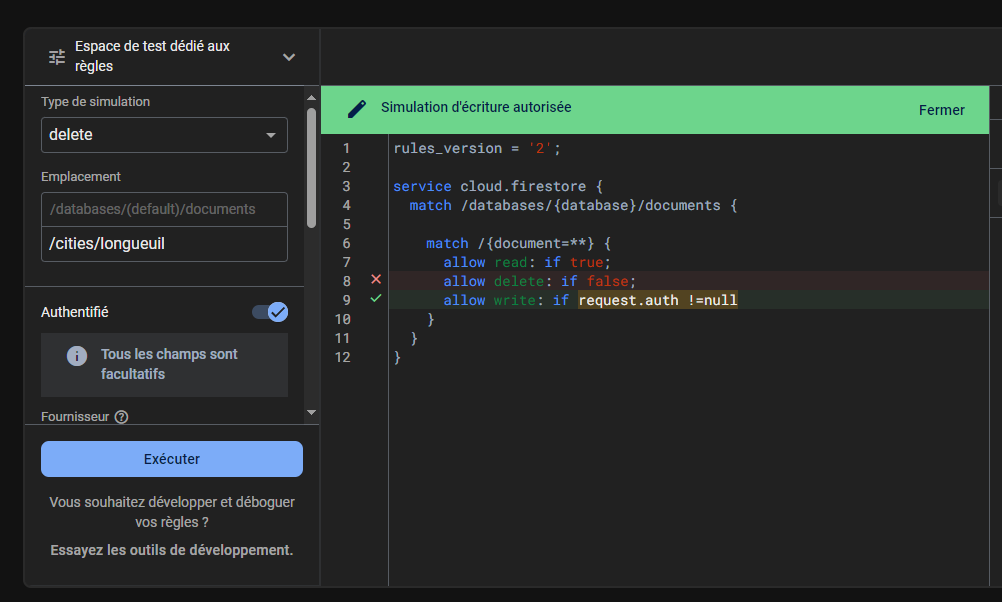 Espace de test dédié aux
règles
Type de simulation
delete
Emplacement
/databases/(default)/documents
/cities/longueuil
Authentifié
Tous les champs sont
facultatifs
Fournisseur
Exécuter
Vous souhaitez développer et déboguer
vos règles ?
Essayez les outils de développement.
Simulation d'écriture autorisée
Fermer
1 rules_version = '2';
2
3 service cloud.firestore {
4 match /databases/{database}/documents {
5
6 match /{document=**} {
7 allow read: if true;
8 allow delete: if false;
9 allow write: if request.auth !=null
10 }
11 }
12 }